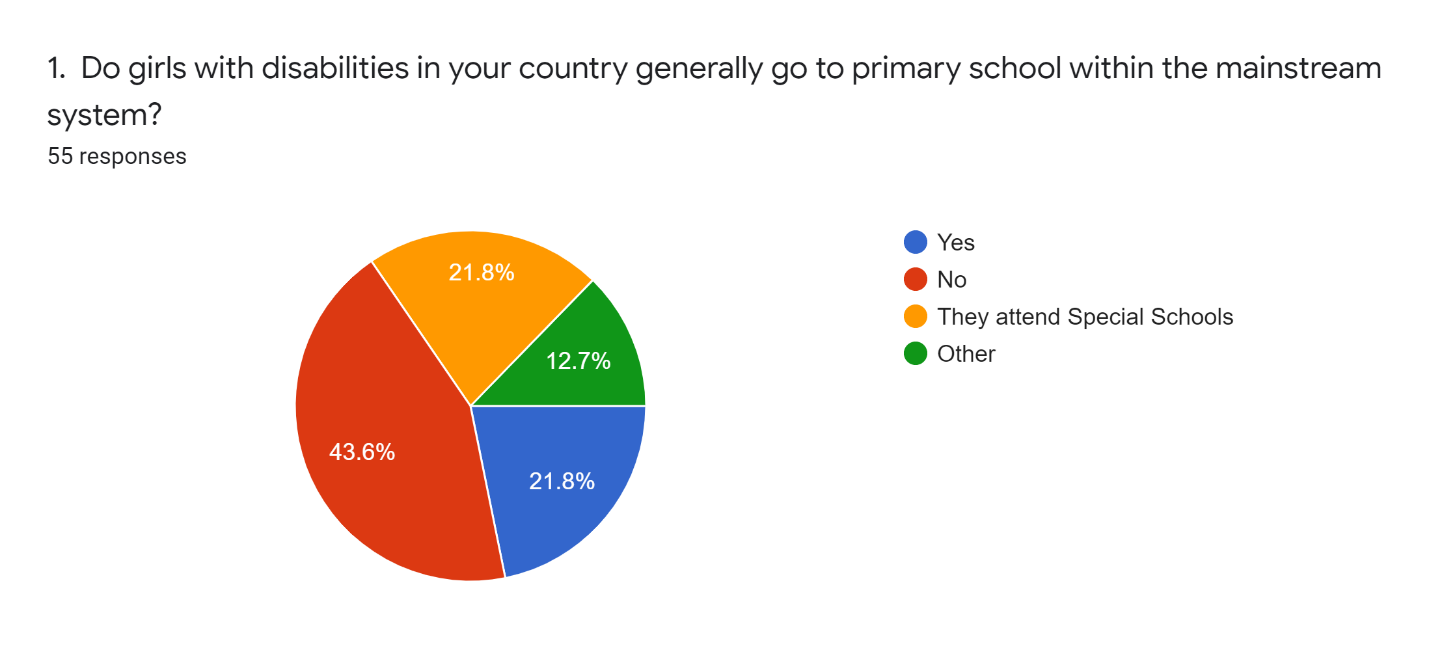 1. Do girls with disabilities in your country generally go to primary school within the mainstream
system?
55 responses
21.8%
12.7%
43.6%
21.8%
Yes
No
They attend Special Schools
Other